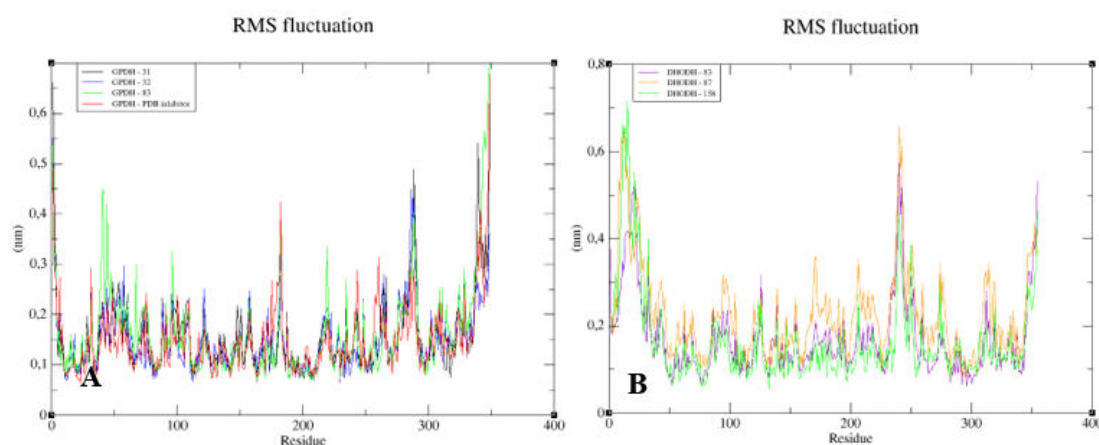 RMS fluctuation
GPDH - 31
GPDH - 32
GPDH - 83
GPDH - PDB inhibitor
0,6
0,5
0,4
0,3
0,2
0,1
0
(nm)
A
0
100
200
300
400
Residue
RMS fluctuation
DHODH - 83
DHODH - 87
DHODH - 158
0,8
0,6
0,4
0,2
0
(nm)
B
0
100
200
300
400
Residue